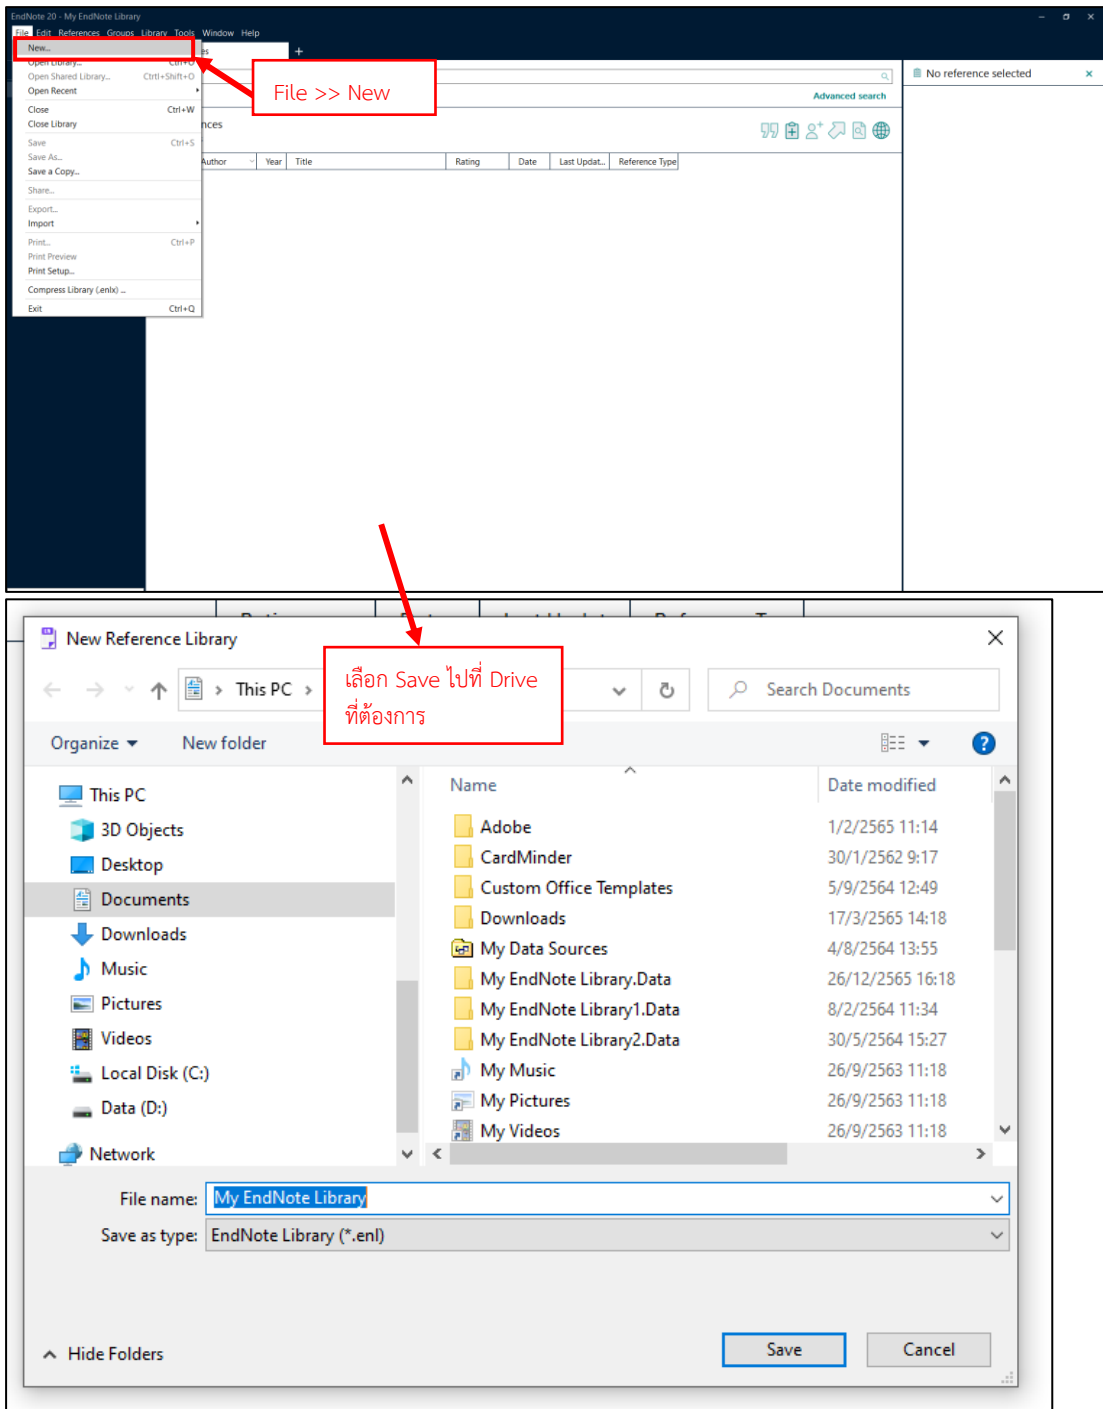 EndNote 20 - My EndNote Library
File Edit References Groups Library Tools Window Help
New...
Open Library... Ctrl+O
Open Shared Library... Ctrl+Shift+O
Open Recent
Close Ctrl+W
Close Library
Save Ctrl+S
Save As...
Save a Copy...
Share...
Export...
Import
Print... Ctrl+P
Print Preview
Print Setup...
Compress Library (.enlx) ...
Exit Ctrl+Q
File >> New
Advanced search
Author Year Title Rating Date Last Updat... Reference Type
No reference selected
New Reference Library
This PC
เลือก Save ไปที่ Drive
ที่ต้องการ
Search Documents
Organize New folder
This PC
3D Objects
Desktop
Documents
Downloads
Music
Pictures
Videos
Local Disk (C:)
Data (D:)
Network
Name Date modified
Adobe 1/2/2565 11:14
CardMinder 30/1/2562 9:17
Custom Office Templates 5/9/2564 12:49
Downloads 17/3/2565 14:18
My Data Sources 4/8/2564 13:55
My EndNote Library.Data 26/12/2565 16:18
My EndNote Library1.Data 8/2/2564 11:34
My EndNote Library2.Data 30/5/2564 15:27
My Music 26/9/2563 11:18
My Pictures 26/9/2563 11:18
My Videos 26/9/2563 11:18
File name: My EndNote Library
Save as type: EndNote Library (*.enl)
Hide Folders
Save Cancel